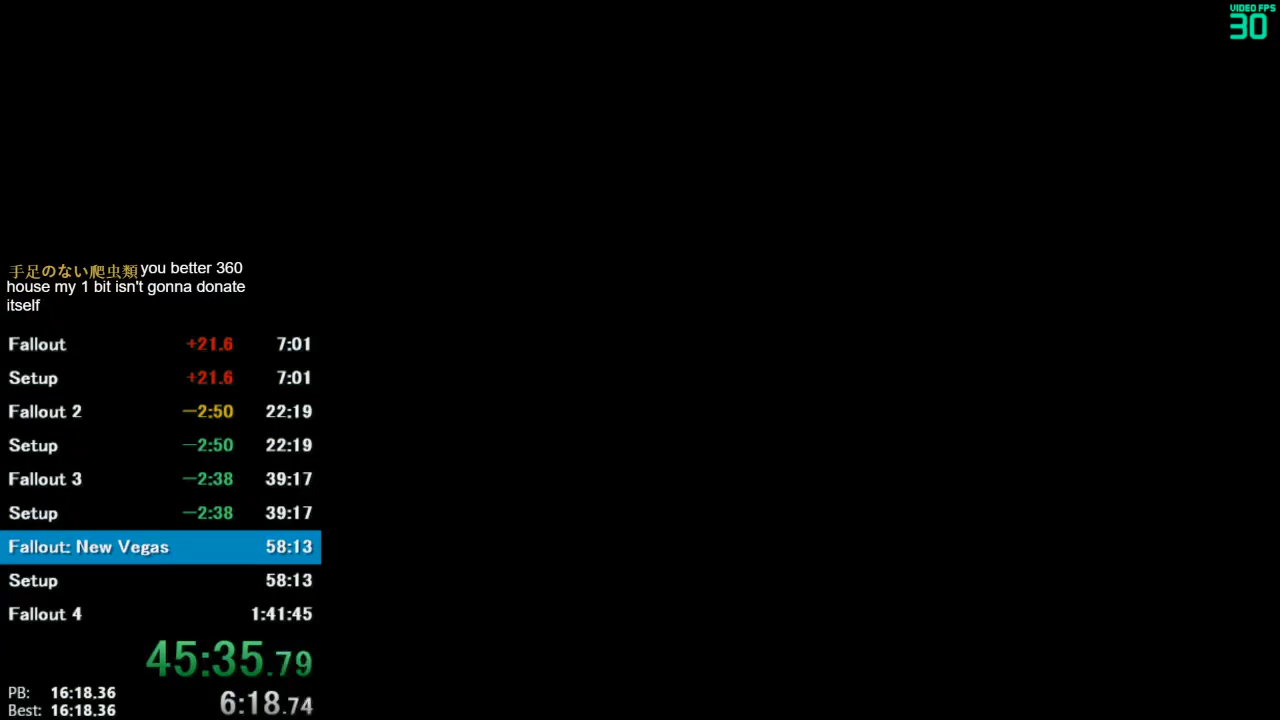 VIDEO FPS
30
手足のない爬虫類 you better 360
house my 1 bit isn't gonna donate
itself
Fallout +21.6 7:01
Setup +21.6 7:01
Fallout 2 −2:50 22:19
Setup −2:50 22:19
Fallout 3 −2:38 39:17
Setup −2:38 39:17
Fallout: New Vegas 58:13
Setup 58:13
Fallout 4 1:41:45
45:35.79
PB: 16:18.36
6:18.74
Best: 16:18.36